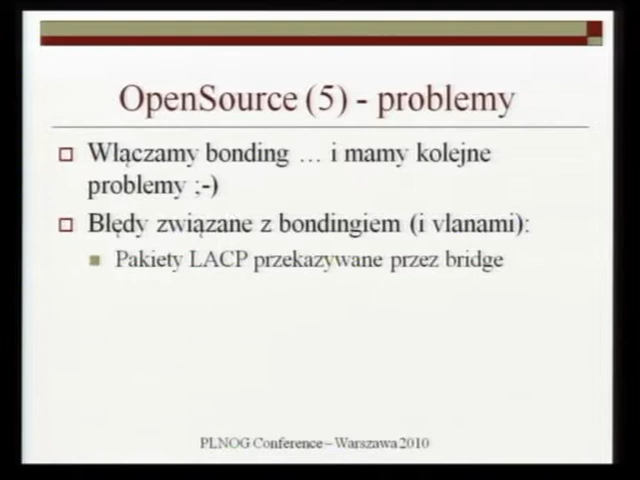 OpenSource (5) - problemy
Włączamy bonding … i mamy kolejne
problemy ;-)
Błędy związane z bondingiem (i vlanami):
Pakiety LACP przekazywane przez bridge
PLNOG Conference – Warszawa 2010